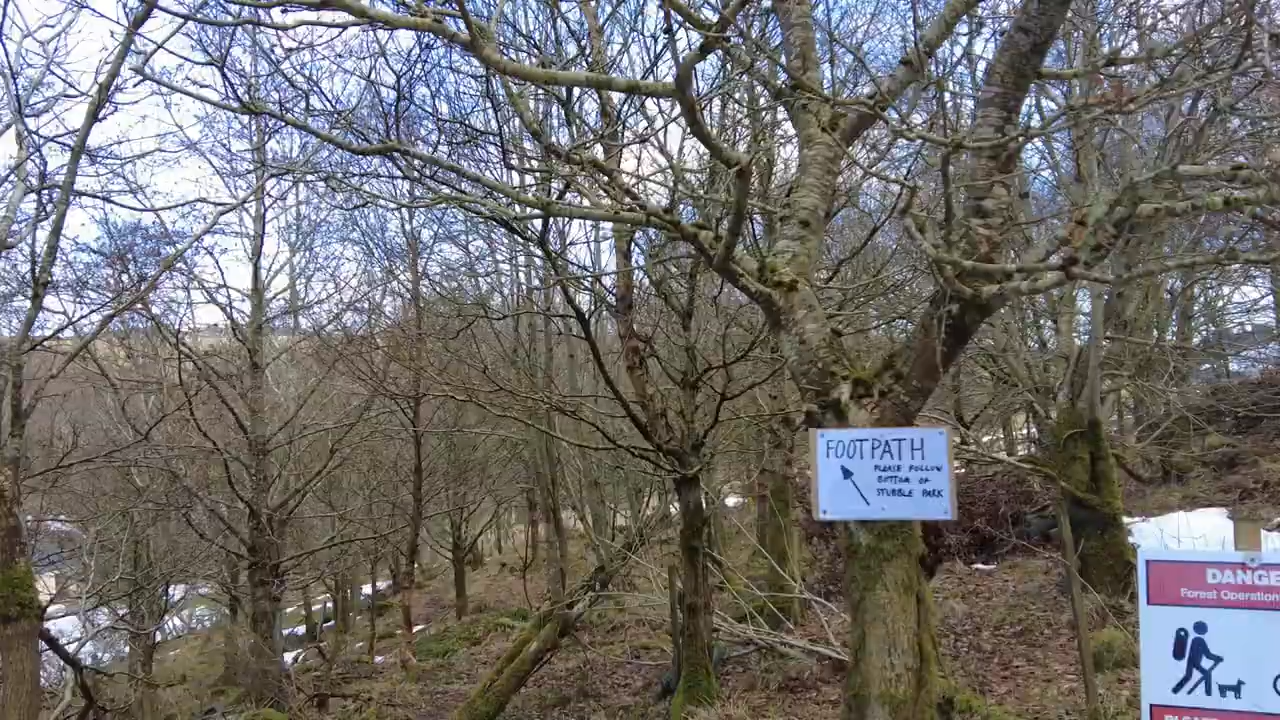 FOOTPATH
PLEASE FOLLOW
BOTTOM OF
STUBBLE PARK
DANGE
Forest Operation